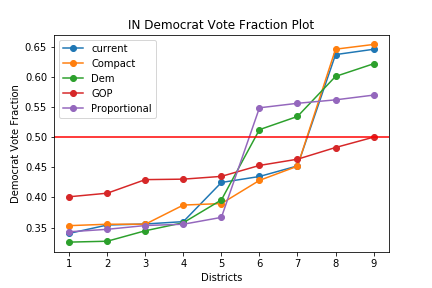 IN Democrat Vote Fraction Plot
current
Compact
Dem
GOP
Proportional
Democrat Vote Fraction
0.65
0.60
0.55
0.50
0.45
0.40
0.35
1 2 3 4 5 6 7 8 9
Districts